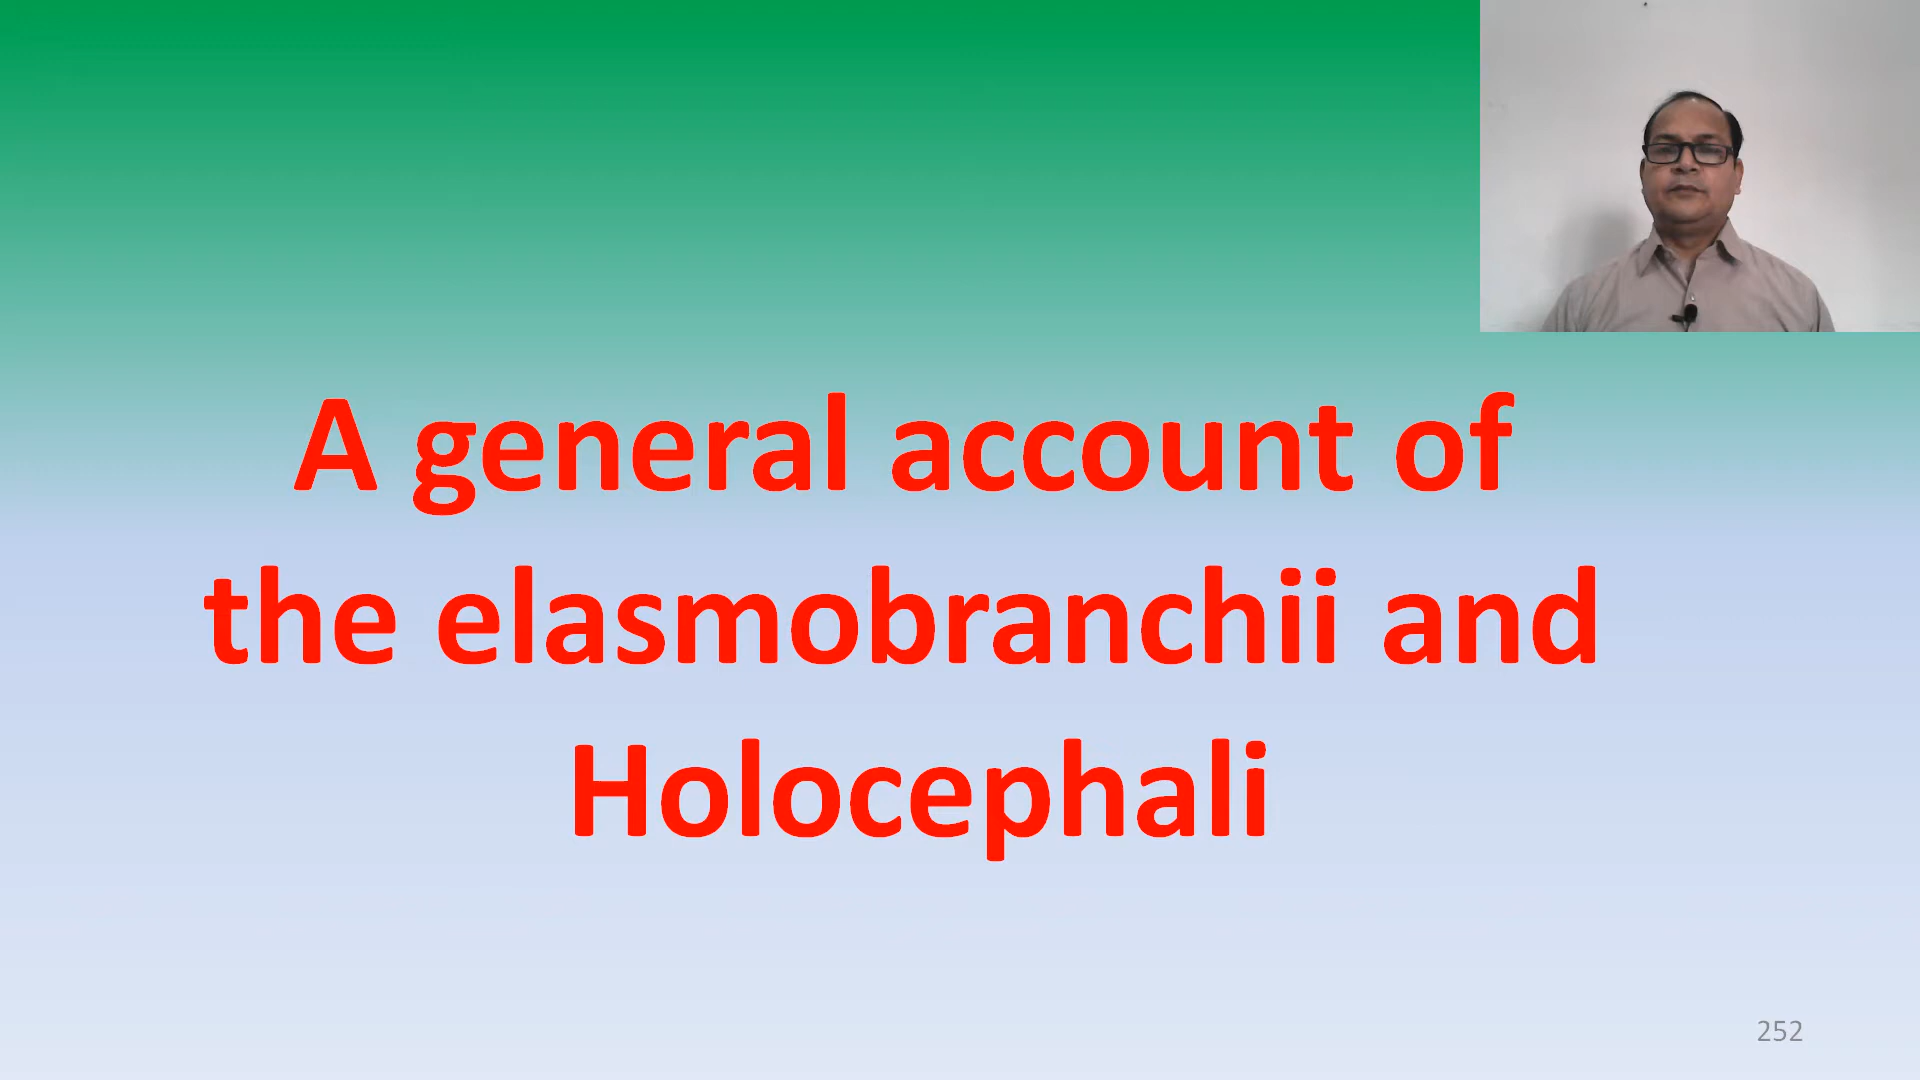 A general account of
the elasmobranchii and
Holocephali
252